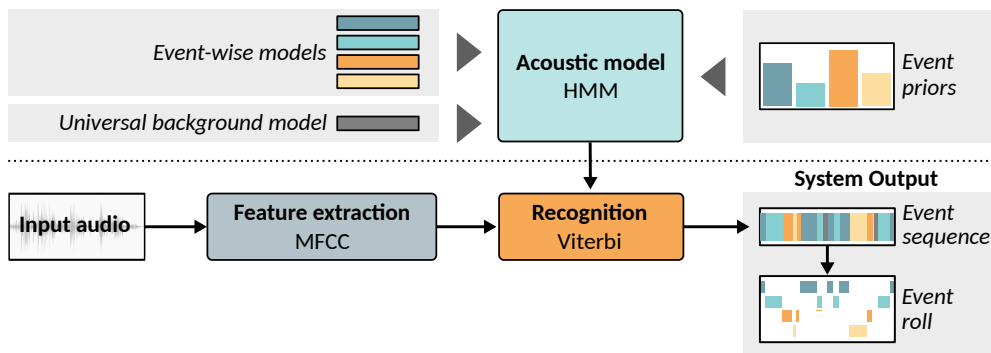 Event-wise models
Universal background model
Acoustic model
HMM
Event
priors
Input audio
Feature extraction
MFCC
Recognition
Viterbi
System Output
Event
sequence
Event
roll